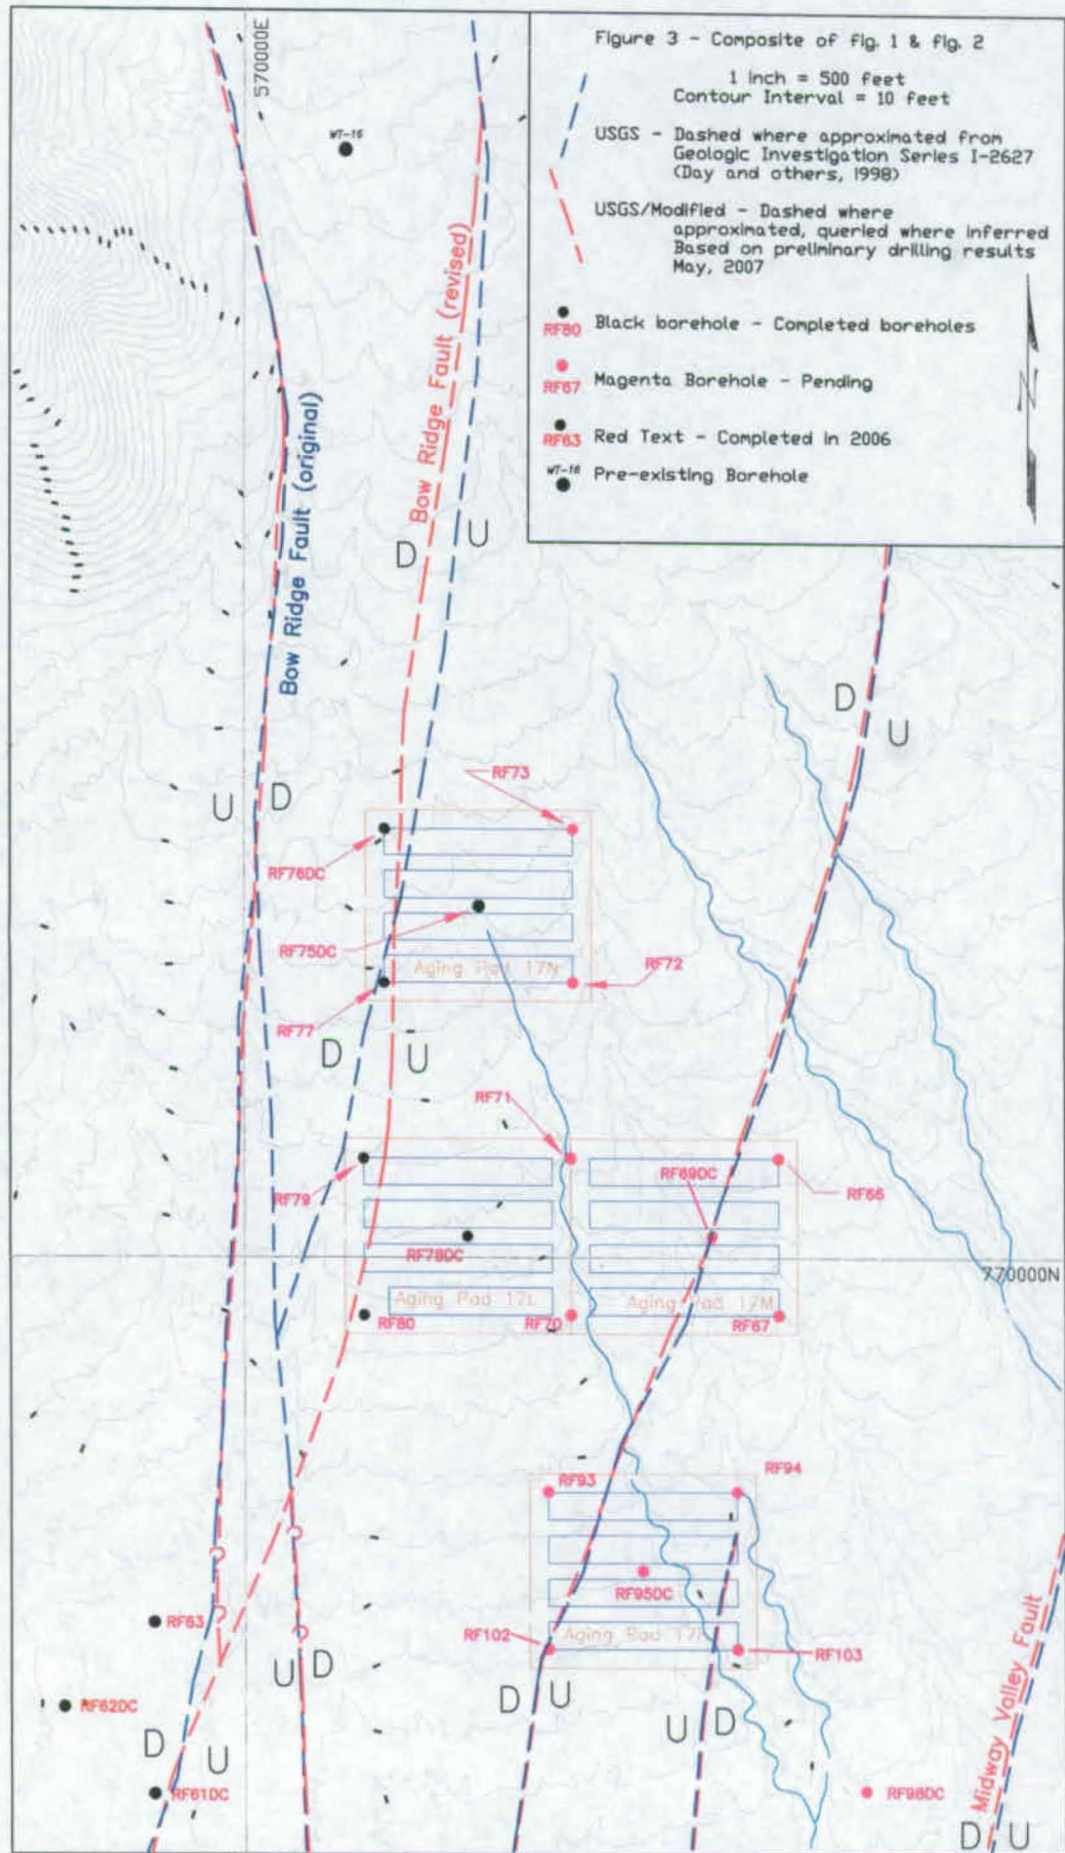 Figure 3 - Composite of fig. 1 & fig. 2
1 inch = 500 feet
Contour Interval = 10 feet
USGS - Dashed where approximated from
Geologic Investigation Series I-2627
(Day and others, 1998)
USGS/Modified - Dashed where
approximated, queried where inferred
Based on preliminary drilling results
May, 2007
RF80 Black borehole - Completed boreholes
RF67 Magenta Borehole - Pending
RF63 Red Text - Completed in 2006
WT-16 Pre-existing Borehole
N
570000E
WT-16
Bow Ridge Fault (revised)
Bow Ridge Fault (original)
D
U
D
U
U
D
RF73
RF76DC
RF75DC
Aging Pad 17N
RF72
RF77
D
U
RF71
RF69DC
RF79
RF66
RF78DC
770000N
Aging Pad 17L
Aging Pad 17M
RF80
RF70
RF67
RF93
RF94
?
?
?
?
RF95DC
RF63
RF102
RF103
U
D
RF62DC
D
U
U
D
D
U
RF61DC
RF98DC
Midway Valley Fault
D
U